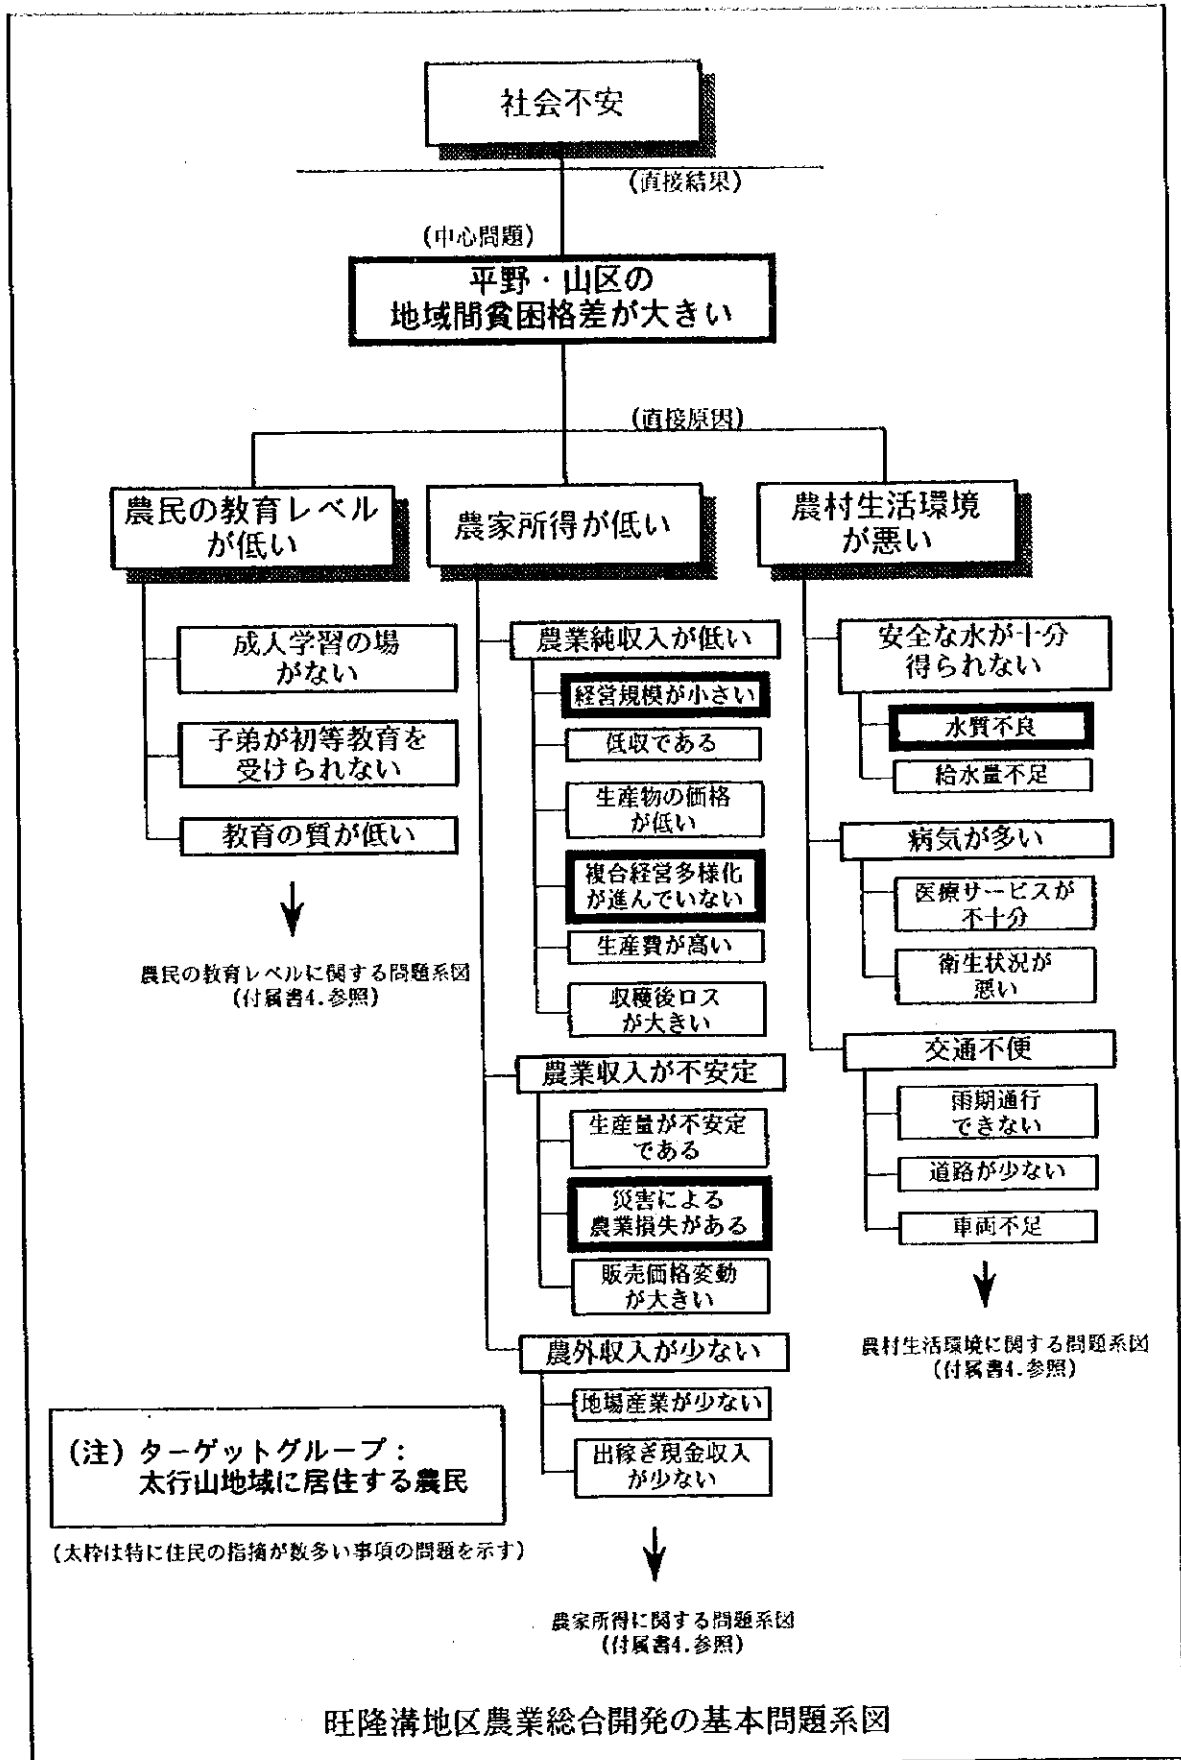 社会不安
(直接結果)
(中心問題)
平野・山区の
地域間貧困格差が大きい
(直接原因)
農民の教育レベル
が低い
成人学習の場
がない
子弟が初等教育を
受けられない
教育の質が低い
農民の教育レベルに関する問題系図
(付属書4.参照)
農家所得が低い
農業純収入が低い
経営規模が小さい
低収である
生産物の価格
が低い
複合経営多様化
が進んでいない
生産費が高い
収穫後ロス
が大きい
農業収入が不安定
生産量が不安定
である
災害による
農業損失がある
販売価格変動
が大きい
農外収入が少ない
地場産業が少ない
出稼ぎ現金収入
が少ない
農家所得に関する問題系図
(付属書4.参照)
農村生活環境
が悪い
安全な水が十分
得られない
水質不良
給水量不足
病気が多い
医療サービスが
不十分
衛生状況が
悪い
交通不便
雨期通行
できない
道路が少ない
車両不足
農村生活環境に関する問題系図
(付属書4.参照)
(注) ターゲットグループ:
太行山地域に居住する農民
(太枠は特に住民の指摘が数多い事項の問題を示す)
旺隆溝地区農業総合開発の基本問題系図